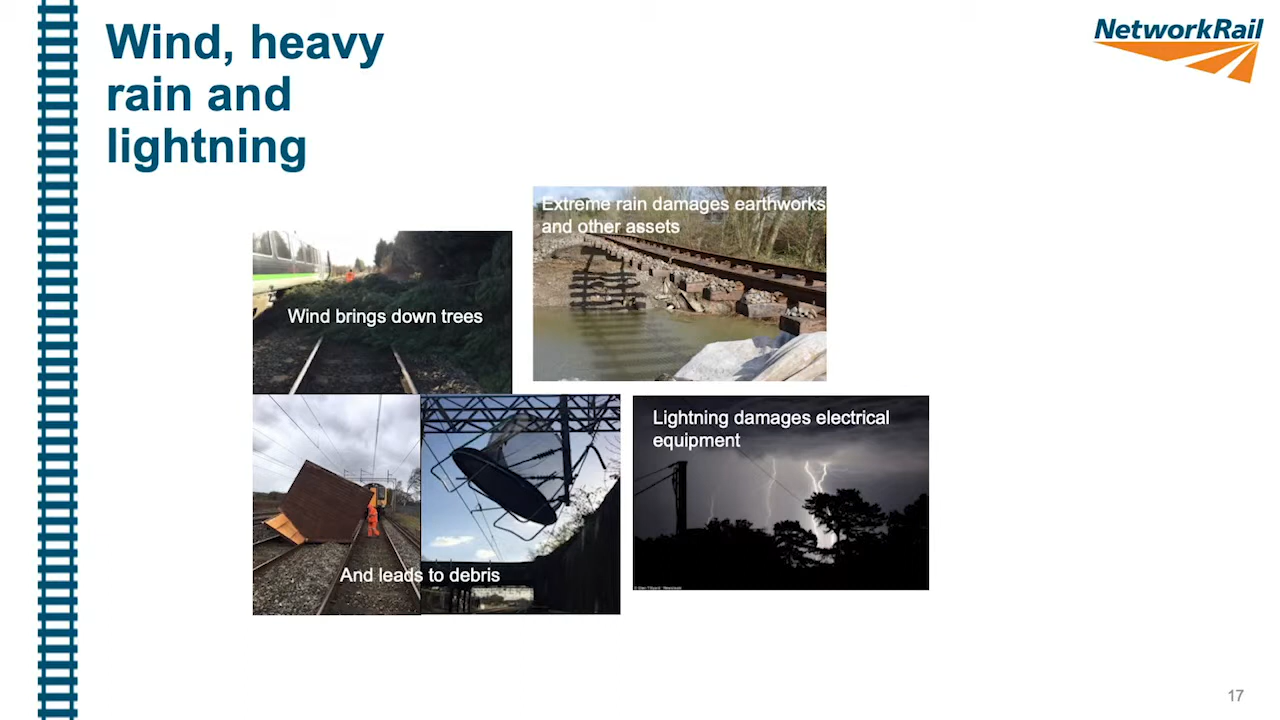 Wind, heavy
rain and
lightning
NetworkRail
Extreme rain damages earthworks
and other assets
Wind brings down trees
And leads to debris
Lightning damages electrical
equipment
17